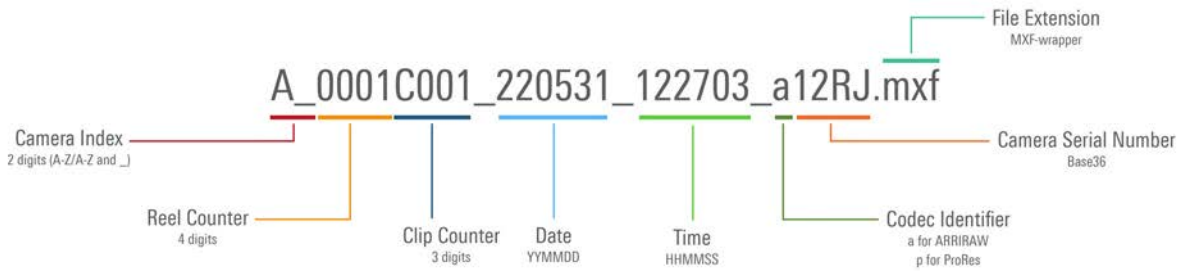 File Extension
MXF-wrapper
A_0001C001_220531_122703_a12RJ.mxf
Camera Index
2 digits (A-Z/A-Z and _)
Camera Serial Number
Base36
Reel Counter
4 digits
Clip Counter
3 digits
Date
YYMMDD
Time
HHMMSS
Codec Identifier
a for ARRIRAW
p for ProRes